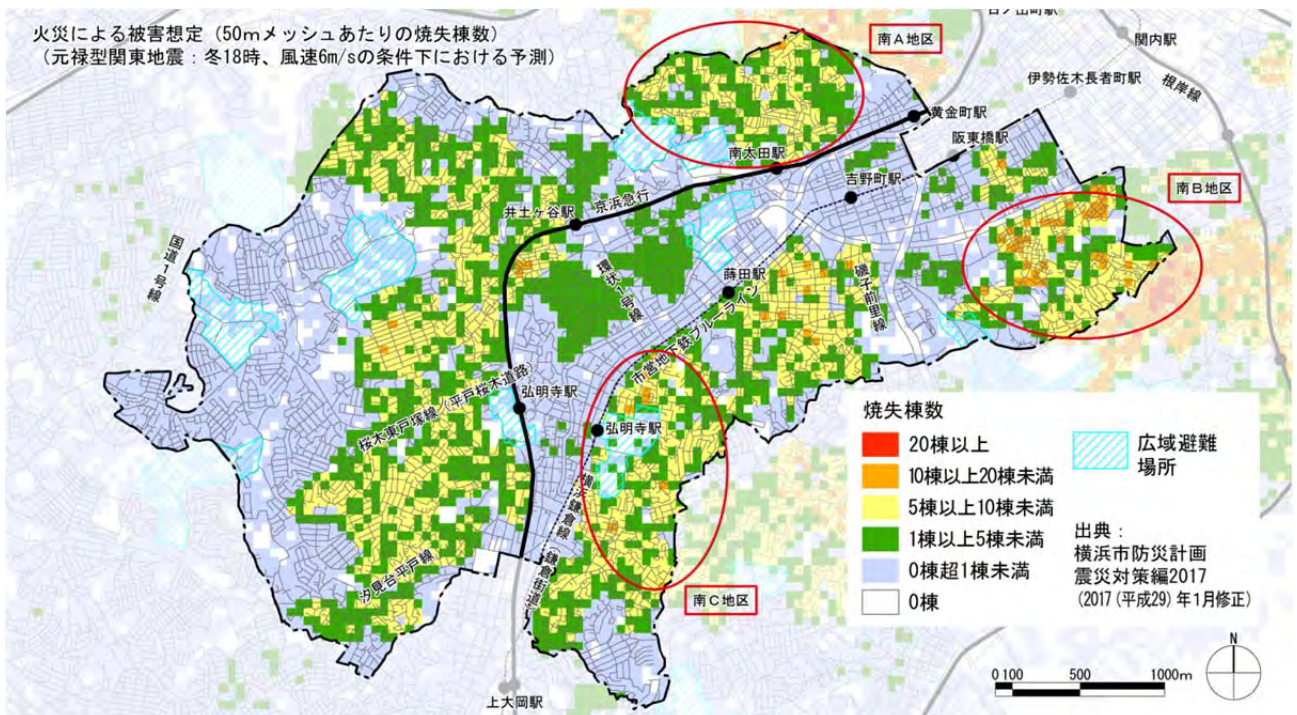 火災による被害想定（50mメッシュあたりの焼失棟数）
（元禄型関東地震：冬18時、風速6m/sの条件下における予測）
南A地区
関内駅
伊勢佐木長者町駅
根岸線
黄金町駅
阪東橋駅
南太田駅
吉野町駅
南B地区
京浜急行
井土ヶ谷駅
国道1号線
環状1号線
蒔田駅
磯子前里線
市営地下鉄ブルーライン
桜木東戸塚線（平戸桜木道路）
弘明寺駅
弘明寺駅
横浜鎌倉線（鎌倉街道）
汐見台平戸線
南C地区
上大岡駅
焼失棟数
20棟以上
10棟以上20棟未満
5棟以上10棟未満
1棟以上5棟未満
0棟超1棟未満
0棟
広域避難
場所
出典：
横浜市防災計画
震災対策編2017
（2017（平成29）年1月修正）
N
0 100 500 1000m